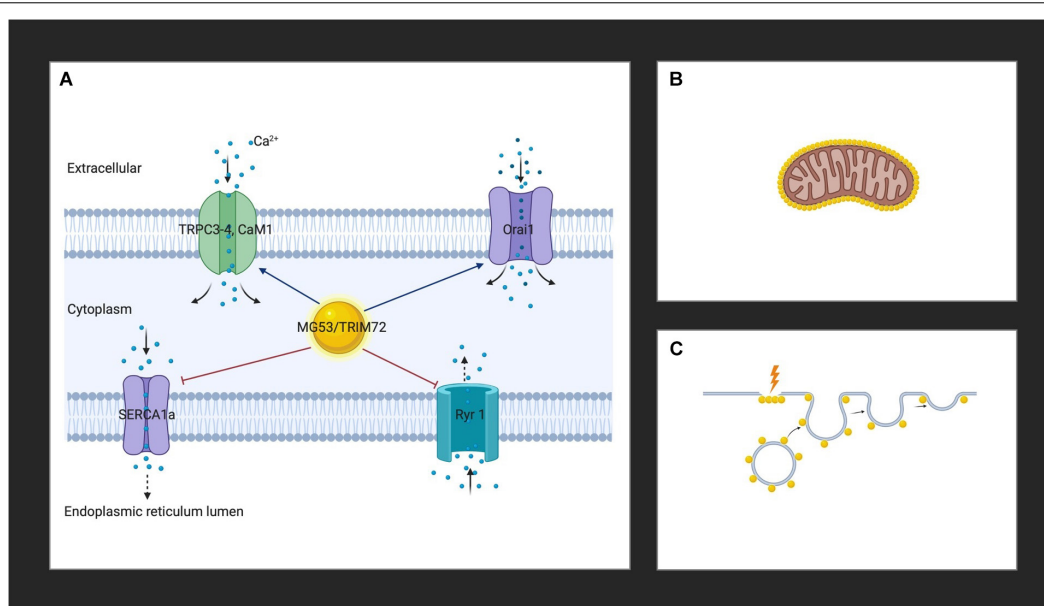 A
Ca²⁺
Extracellular
TRPC3-4, CaM1
Orai1
Cytoplasm
MG53/TRIM72
SERCA1a
Ryr 1
Endoplasmic reticulum lumen
B
C